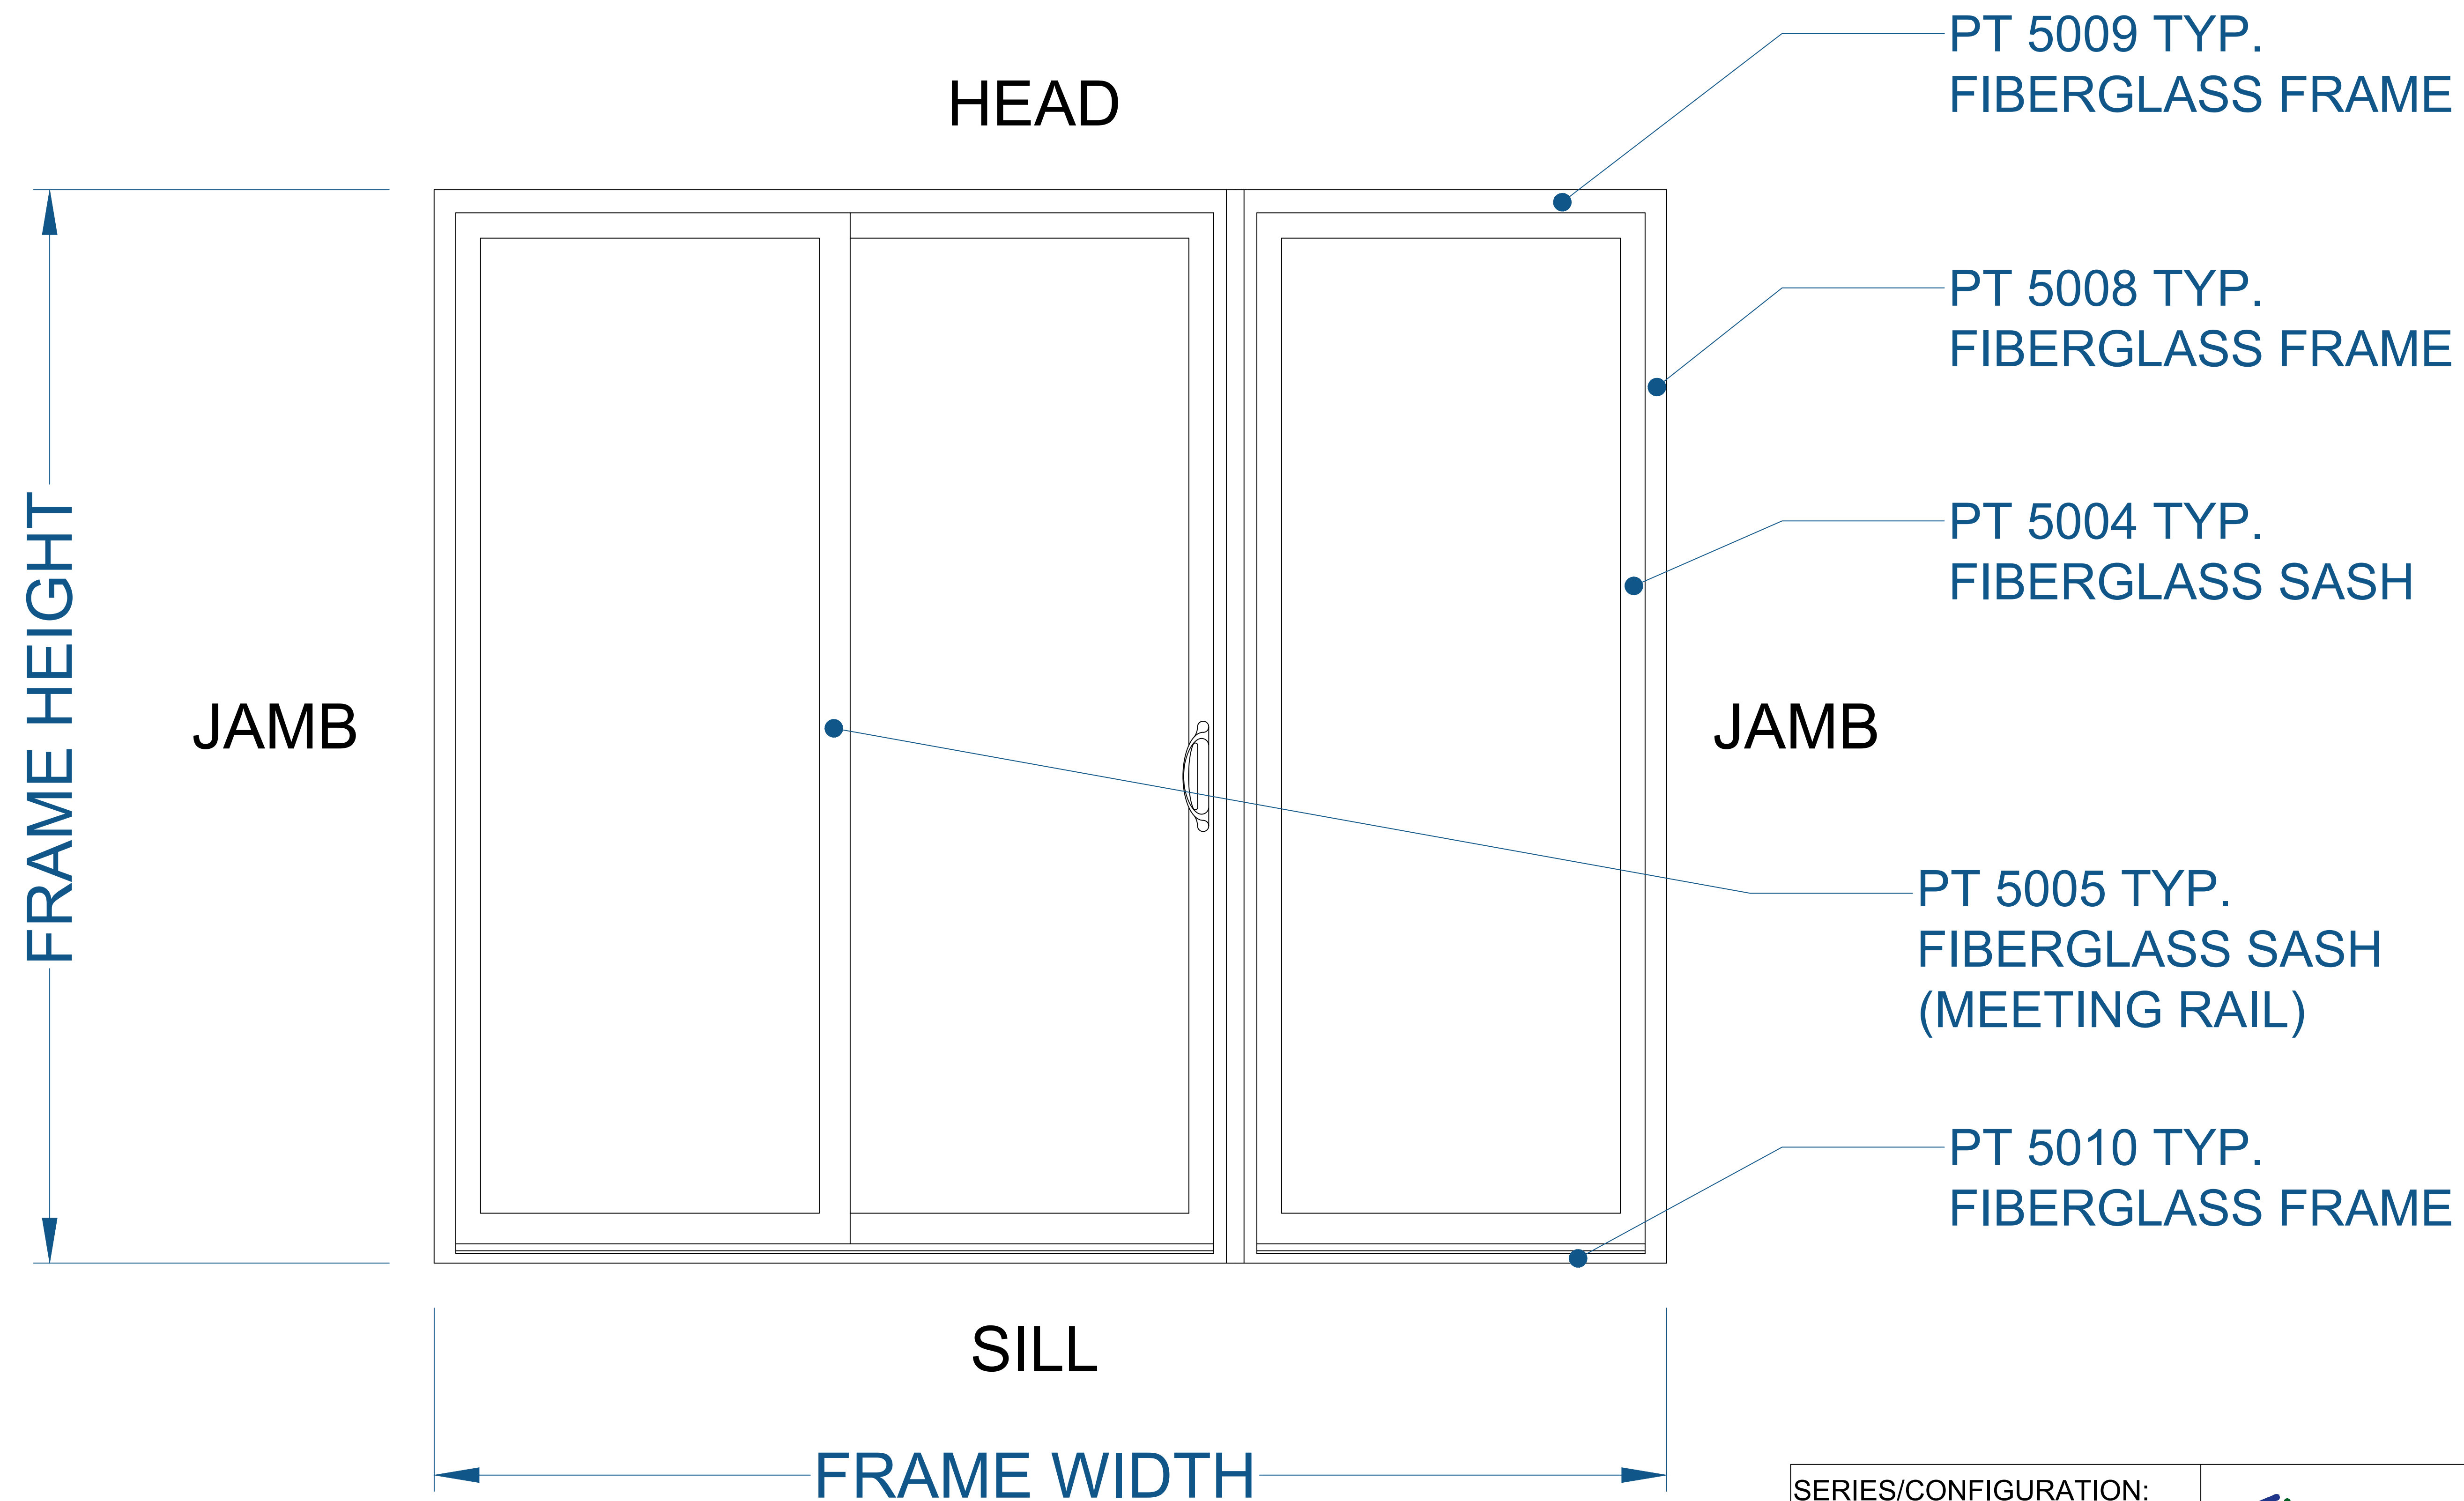 PT 5009 TYP.
FIBERGLASS FRAME
HEAD
PT 5008 TYP.
FIBERGLASS FRAME
PT 5004 TYP.
FIBERGLASS SASH
FRAME HEIGHT
JAMB
JAMB
PT 5005 TYP.
FIBERGLASS SASH
(MEETING RAIL)
PT 5010 TYP.
FIBERGLASS FRAME
SILL
FRAME WIDTH
SERIES/CONFIGURATION: